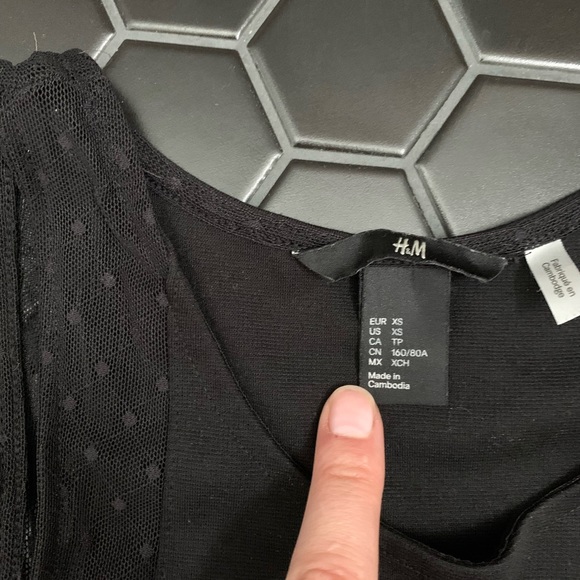 H&M
EUR XS
US XS
CA TP
CN 160/80A
MX XCH
Made in
Cambodia
Fabriqué en
Cambodge